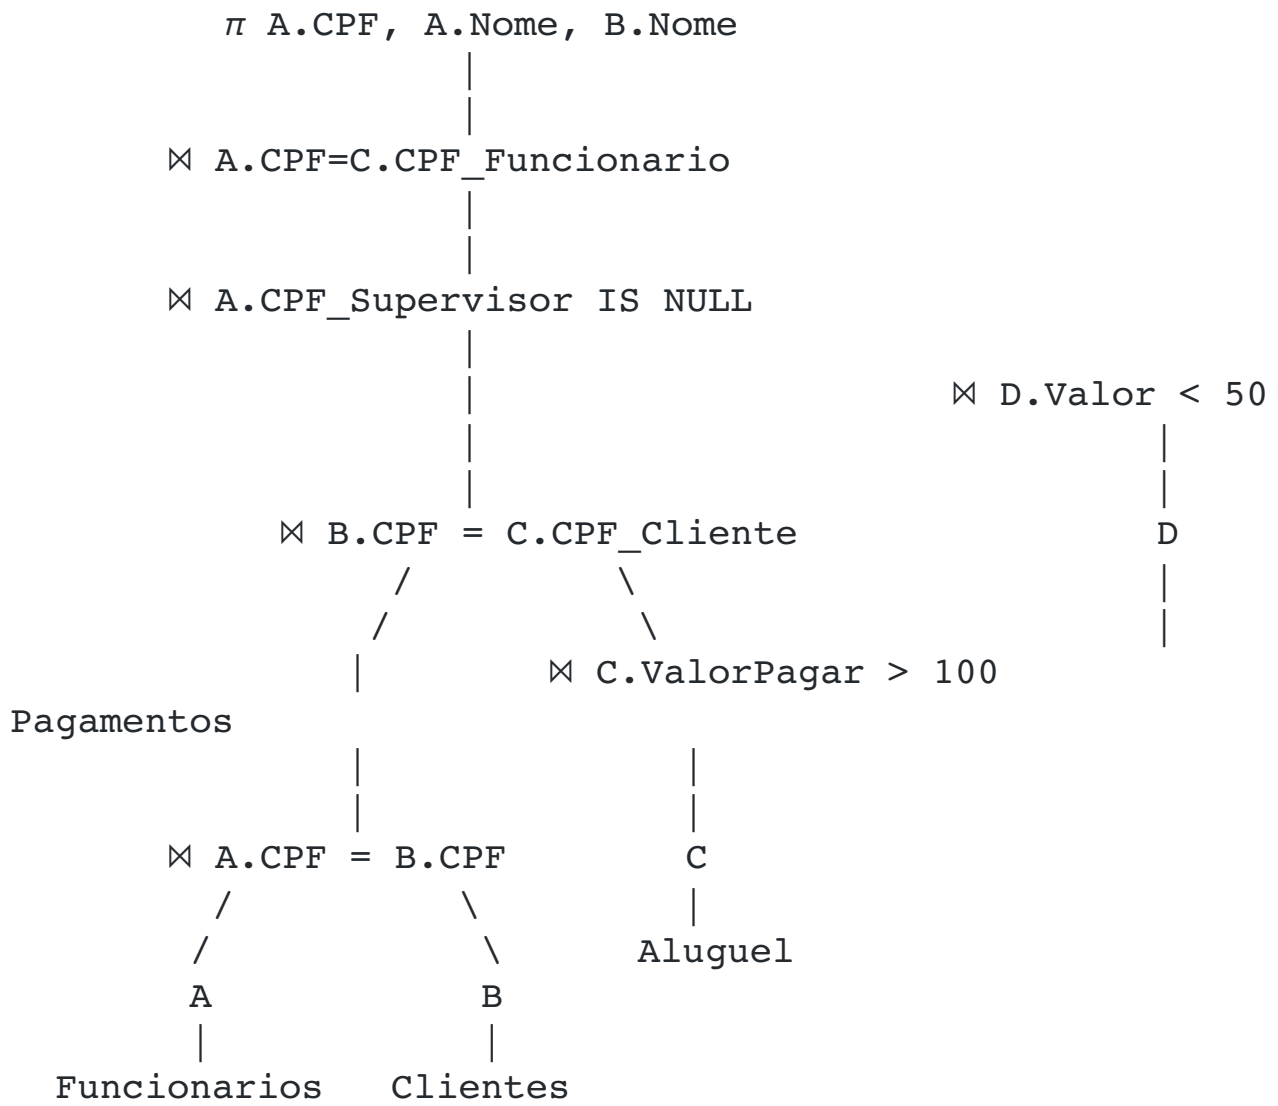 π A.CPF, A.Nome, B.Nome
⋈ A.CPF=C.CPF_Funcionario
⋈ A.CPF_Supervisor IS NULL
⋈ D.Valor < 50
⋈ B.CPF = C.CPF_Cliente D
⋈ C.ValorPagar > 100
Pagamentos
⋈ A.CPF = B.CPF C
Aluguel
A B
Funcionarios Clientes